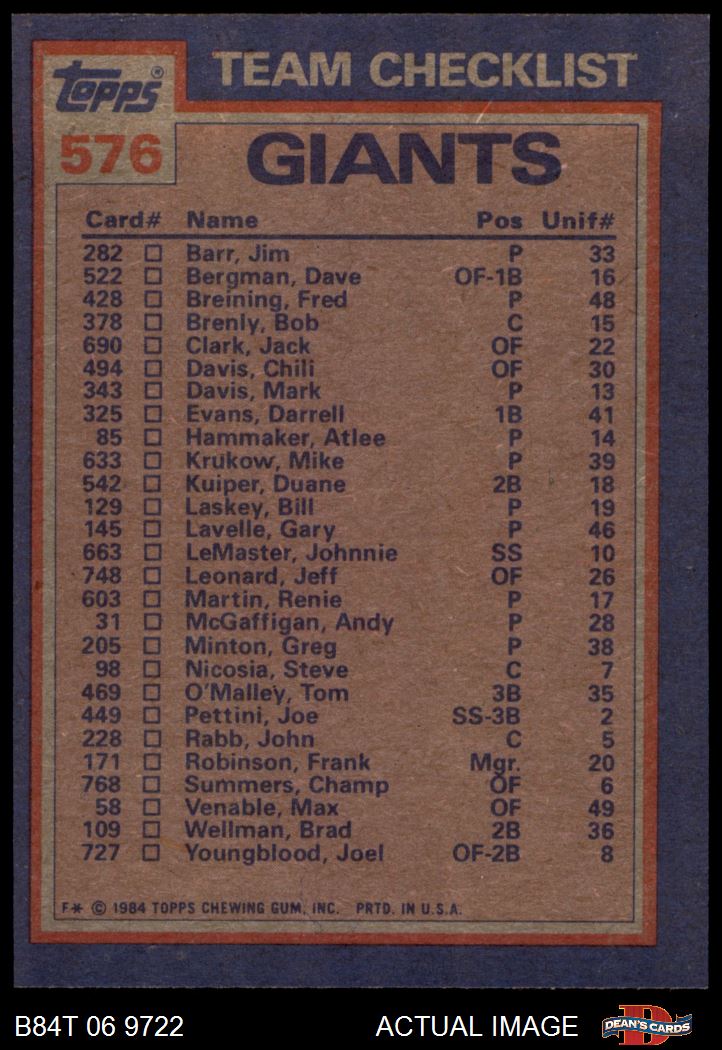 topps®
TEAM CHECKLIST
576
GIANTS
Card# Name Pos Unif#
282 Barr, Jim P 33
522 Bergman, Dave OF-1B 16
428 Breining, Fred P 48
378 Brenly, Bob C 15
690 Clark, Jack OF 22
494 Davis, Chili OF 30
343 Davis, Mark P 13
325 Evans, Darrell 1B 41
85 Hammaker, Atlee P 14
633 Krukow, Mike P 39
542 Kuiper, Duane 2B 18
129 Laskey, Bill P 19
145 Lavelle, Gary P 46
663 LeMaster, Johnnie SS 10
748 Leonard, Jeff OF 26
603 Martin, Renie P 17
31 McGaffigan, Andy P 28
205 Minton, Greg P 38
98 Nicosia, Steve C 7
469 O'Malley, Tom 3B 35
449 Pettini, Joe SS-3B 2
228 Rabb, John C 5
171 Robinson, Frank Mgr. 20
768 Summers, Champ OF 6
58 Venable, Max OF 49
109 Wellman, Brad 2B 36
727 Youngblood, Joel OF-2B 8
F* © 1984 TOPPS CHEWING GUM, INC. PRTD. IN U.S.A.
B84T 06 9722 ACTUAL IMAGE DEAN'S CARDS